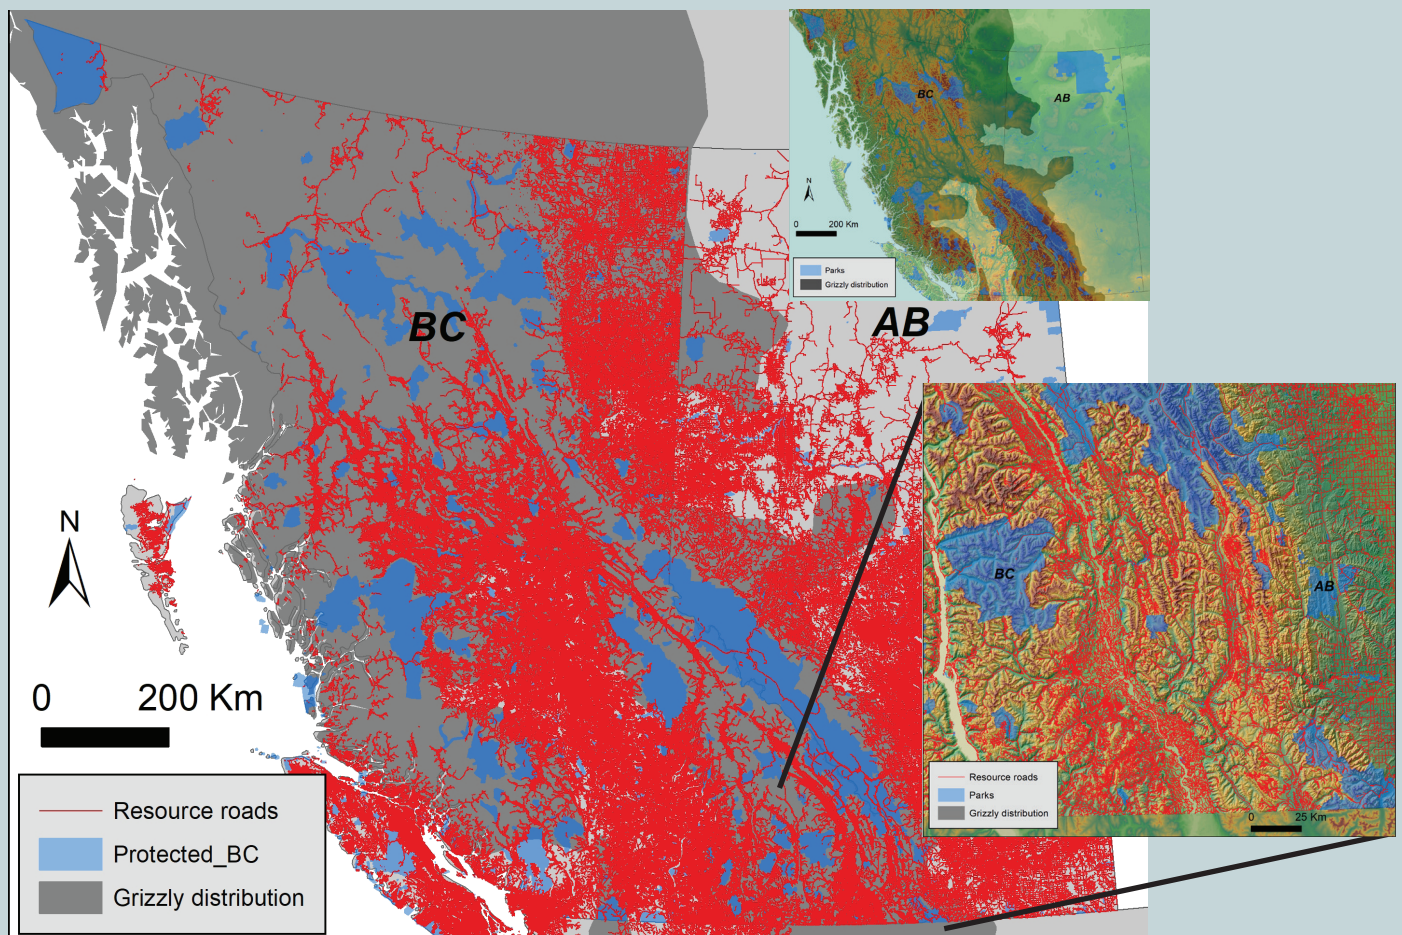 BC
AB
N
0 200 Km
Resource roads
Protected_BC
Grizzly distribution
BC
AB
N
0 200 Km
Parks
Grizzly distribution
BC
AB
Resource roads
Parks
Grizzly distribution
0 25 Km